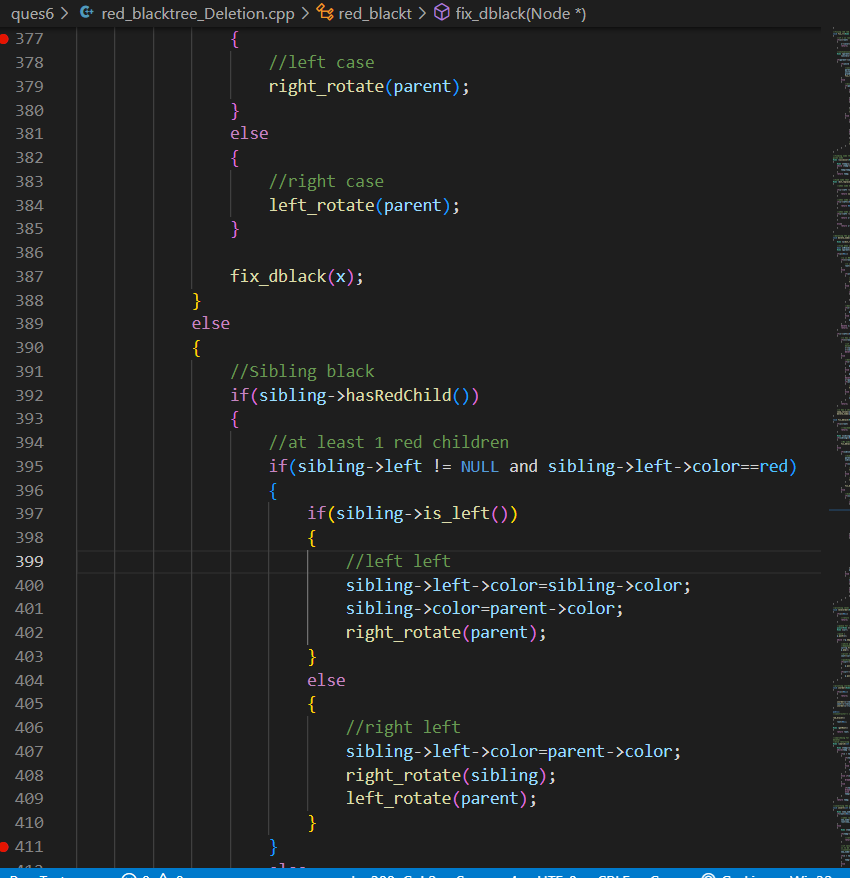 ques6 > red_blacktree_Deletion.cpp > red_blackt > fix_dblack(Node *)
377 {
378 //left case
379 right_rotate(parent);
380 }
381 else
382 {
383 //right case
384 left_rotate(parent);
385 }
386
387 fix_dblack(x);
388 }
389 else
390 {
391 //Sibling black
392 if(sibling->hasRedChild())
393 {
394 //at least 1 red children
395 if(sibling->left != NULL and sibling->left->color==red)
396 {
397 if(sibling->is_left())
398 {
399 //left left
400 sibling->left->color=sibling->color;
401 sibling->color=parent->color;
402 right_rotate(parent);
403 }
404 else
405 {
406 //right left
407 sibling->left->color=parent->color;
408 right_rotate(sibling);
409 left_rotate(parent);
410 }
411 }